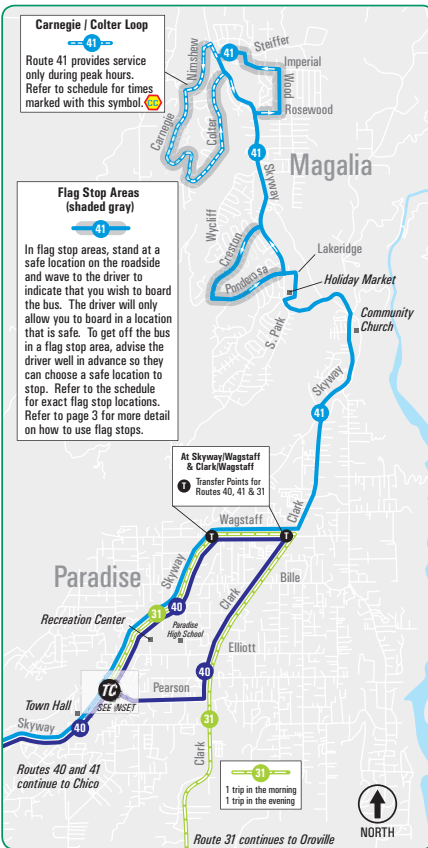 Carnegie / Colter Loop
41
Route 41 provides service
only during peak hours.
Refer to schedule for times
marked with this symbol. CC
Nimshew
41
Steiffer
Imperial
Wood
Rosewood
Carnegie
Colter
41
Skyway
Magalia
Flag Stop Areas
(shaded gray)
41
In flag stop areas, stand at a
safe location on the roadside
and wave to the driver to
indicate that you wish to board
the bus. The driver will only
allow you to board in a location
that is safe. To get off the bus
in a flag stop area, advise the
driver well in advance so they
can choose a safe location to
stop. Refer to the schedule
for exact flag stop locations.
Refer to page 3 for more detail
on how to use flag stops.
Wycliff
Creston
Ponderosa
Lakeridge
Holiday Market
S. Park
Community
Church
Skyway
41
At Skyway/Wagstaff
& Clark/Wagstaff
T Transfer Points for
Routes 40, 41 & 31
Wagstaff
Clark
T
T
Paradise
Skyway
Bille
Clark
31
40
Recreation Center
Paradise
High School
Elliott
40
TC
SEE INSET
Pearson
Town Hall
Skyway
40
31
Clark
Routes 40 and 41
continue to Chico
31
1 trip in the morning
1 trip in the evening
Route 31 continues to Oroville
NORTH